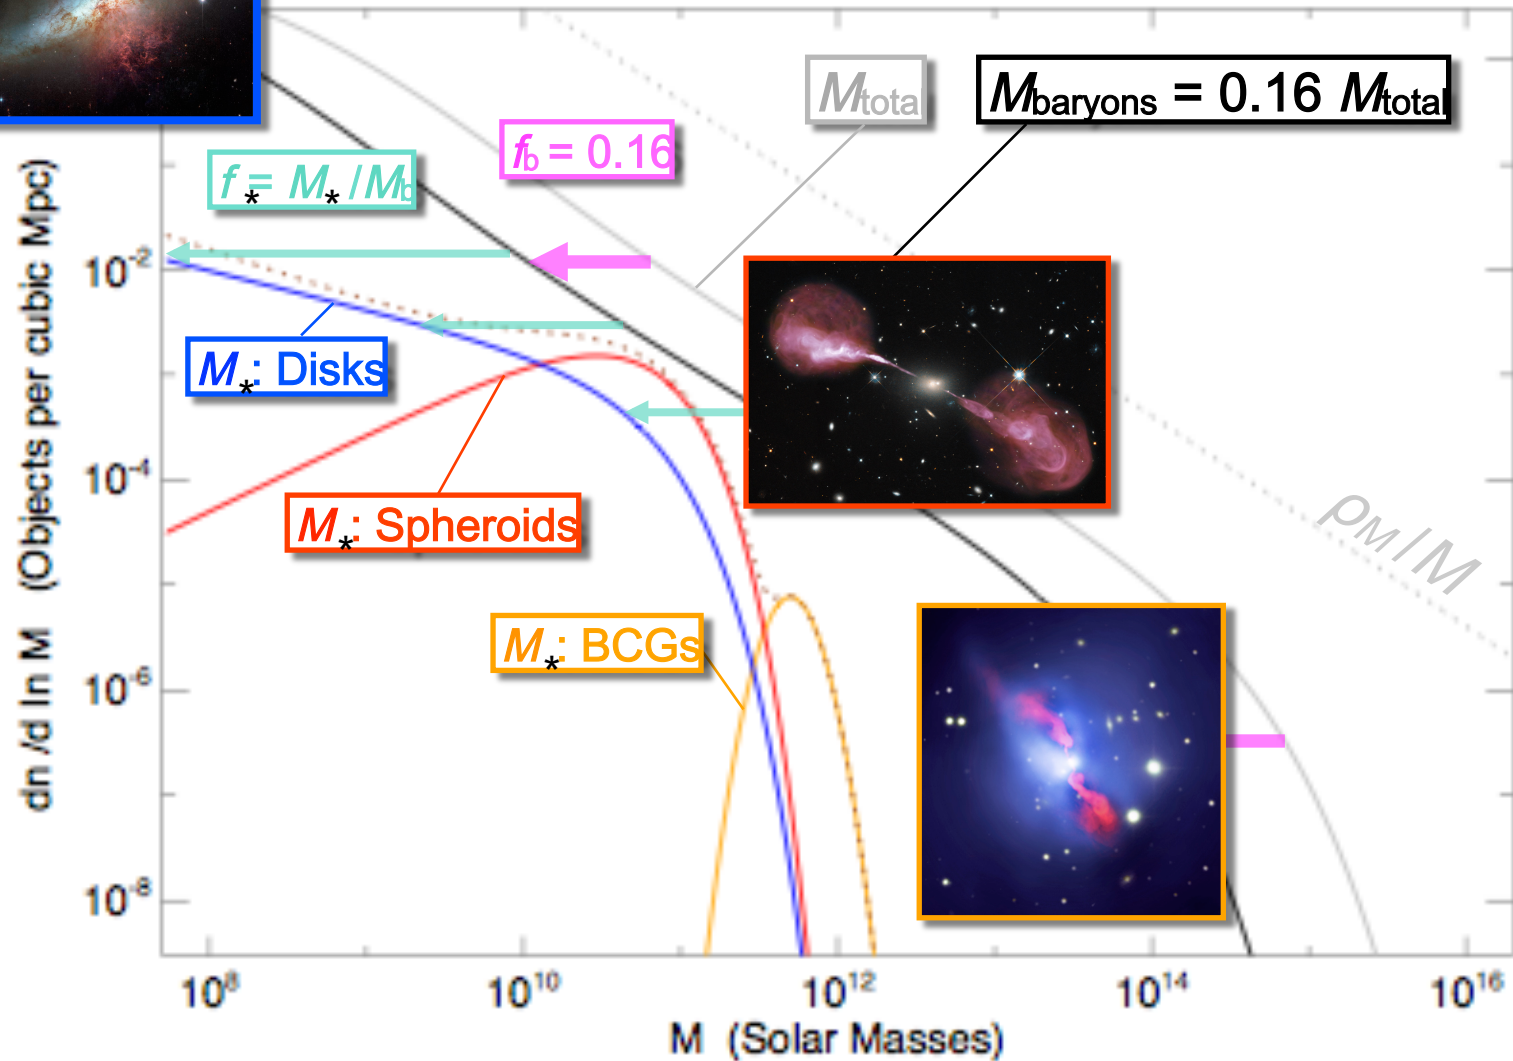 M_total
M_baryons = 0.16 M_total
f_b = 0.16
f_* = M_*/M_b
M_*: Disks
M_*: Spheroids
M_*: BCGs
ρ_M/M
dn /d ln M (Objects per cubic Mpc)
10^-2
10^-4
10^-6
10^-8
10^8
10^10
10^12
10^14
10^16
M (Solar Masses)